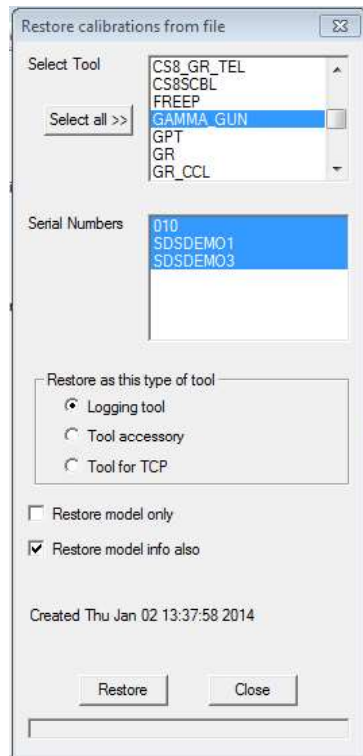 Restore calibrations from file
Select Tool
CS8_GR_TEL
CS8SCBL
FREEP
Select all >>
GAMMA_GUN
GPT
GR
GR_CCL
Serial Numbers
010
SDSDEMO1
SDSDEMO3
Restore as this type of tool
Logging tool
Tool accessory
Tool for TCP
Restore model only
Restore model info also
Created Thu Jan 02 13:37:58 2014
Restore
Close